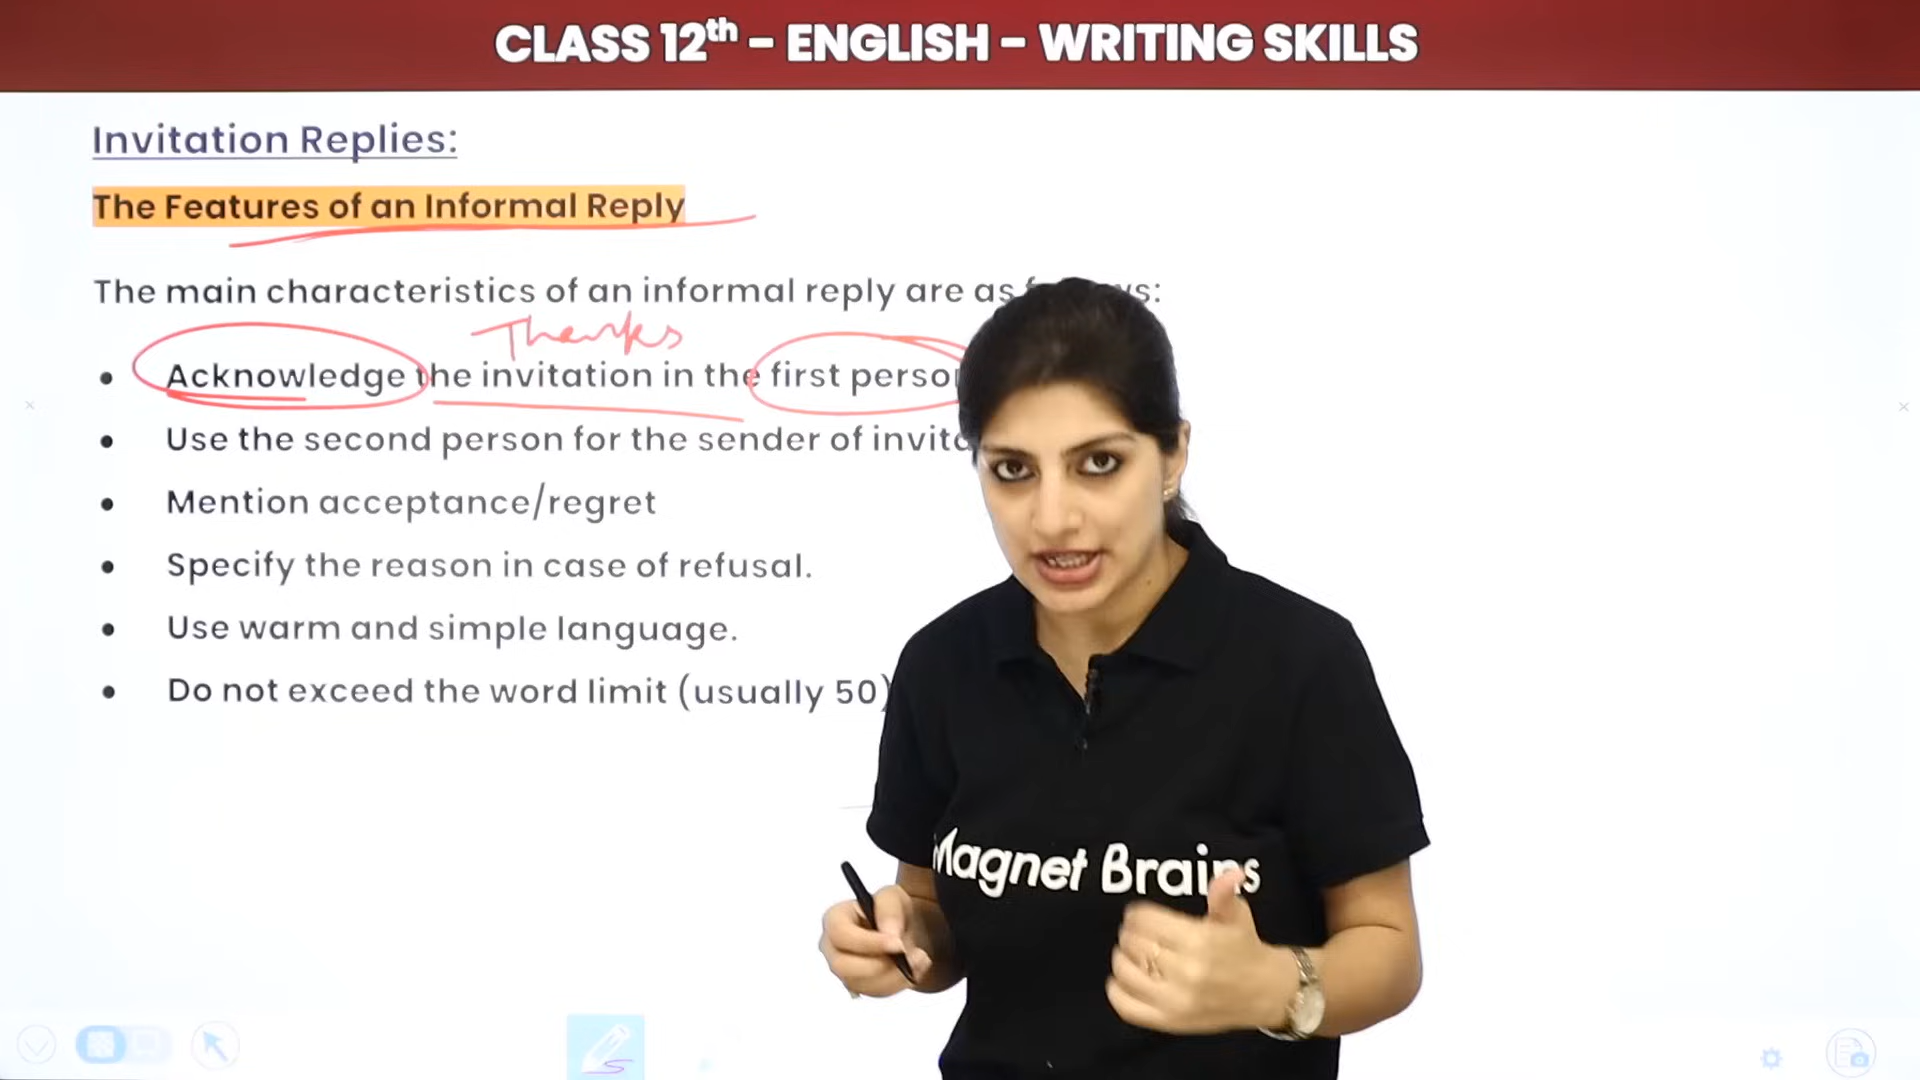 CLASS 12th - ENGLISH - WRITING SKILLS
Invitation Replies:
The Features of an Informal Reply
The main characteristics of an informal reply are as
Thanks
• Acknowledge the invitation in the first
• Use the second person for the sender of
• Mention acceptance/regret
• Specify the reason in case of refusal.
• Use warm and simple language.
• Do not exceed the word limit (usually 50)
Magnet Brains